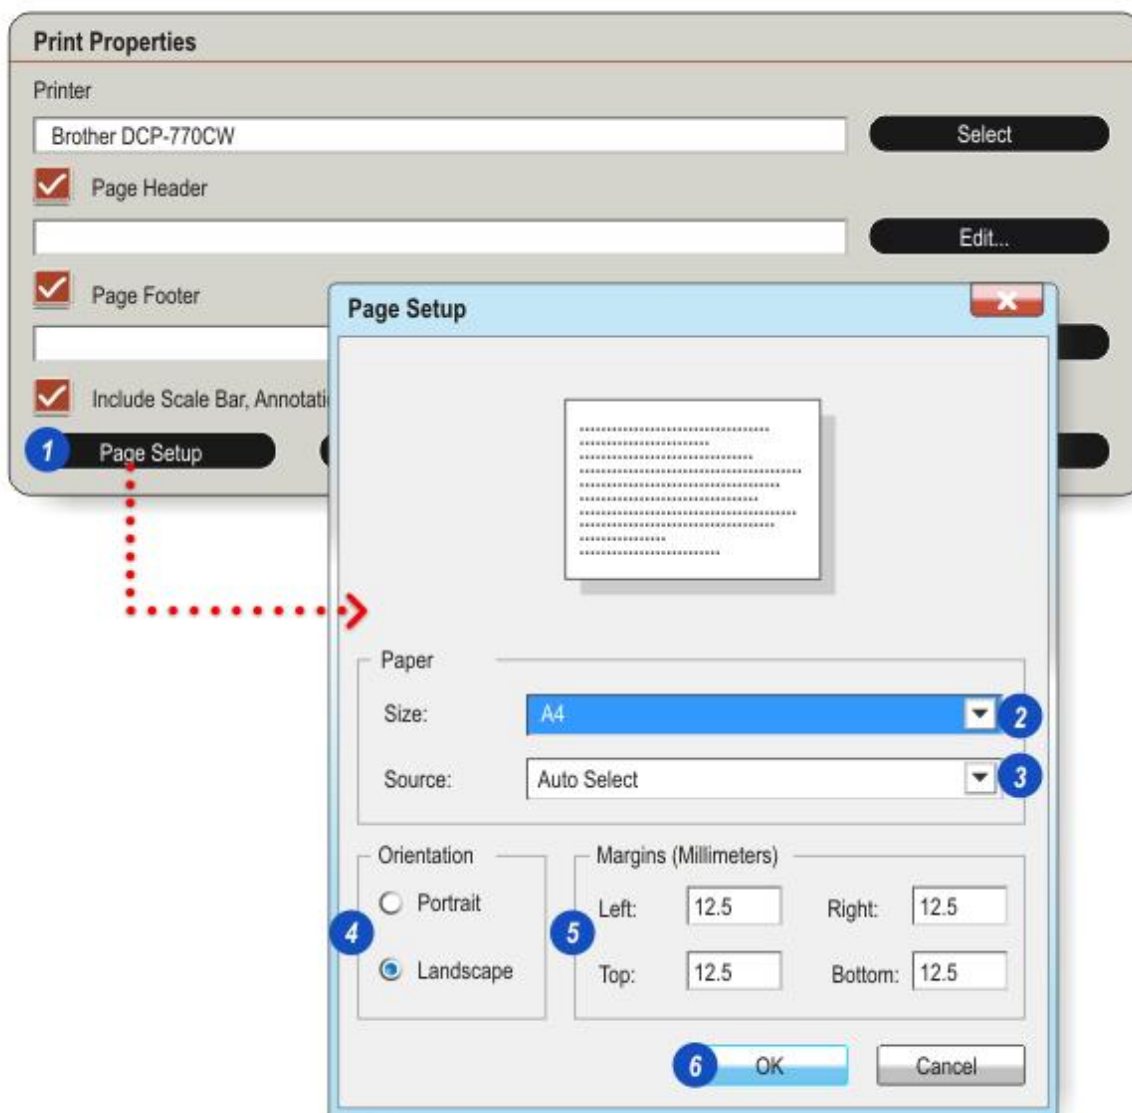 Print Properties
Printer
Brother DCP-770CW
Select
Page Header
Edit...
Page Footer
Include Scale Bar,
1
Page Setup
Page Setup
Paper
Size:
A4
2
Source:
Auto Select
3
Orientation
Portrait
4
Landscape
Margins (Millimeters)
Left:
12.5
Right:
12.5
5
Top:
12.5
Bottom:
12.5
6
OK
Cancel